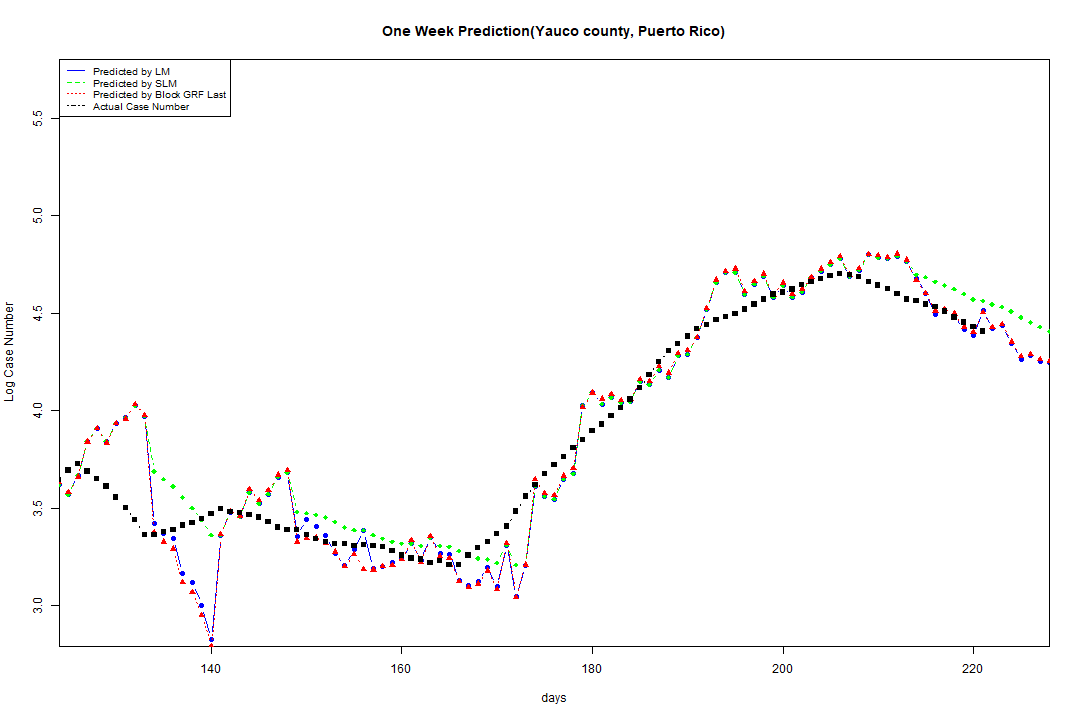 One Week Prediction(Yauco county, Puerto Rico)
Predicted by LM
Predicted by SLM
Predicted by Block GRF Last
Actual Case Number
5.5
5.0
4.5
4.0
3.5
3.0
Log Case Number
140 160 180 200 220
days